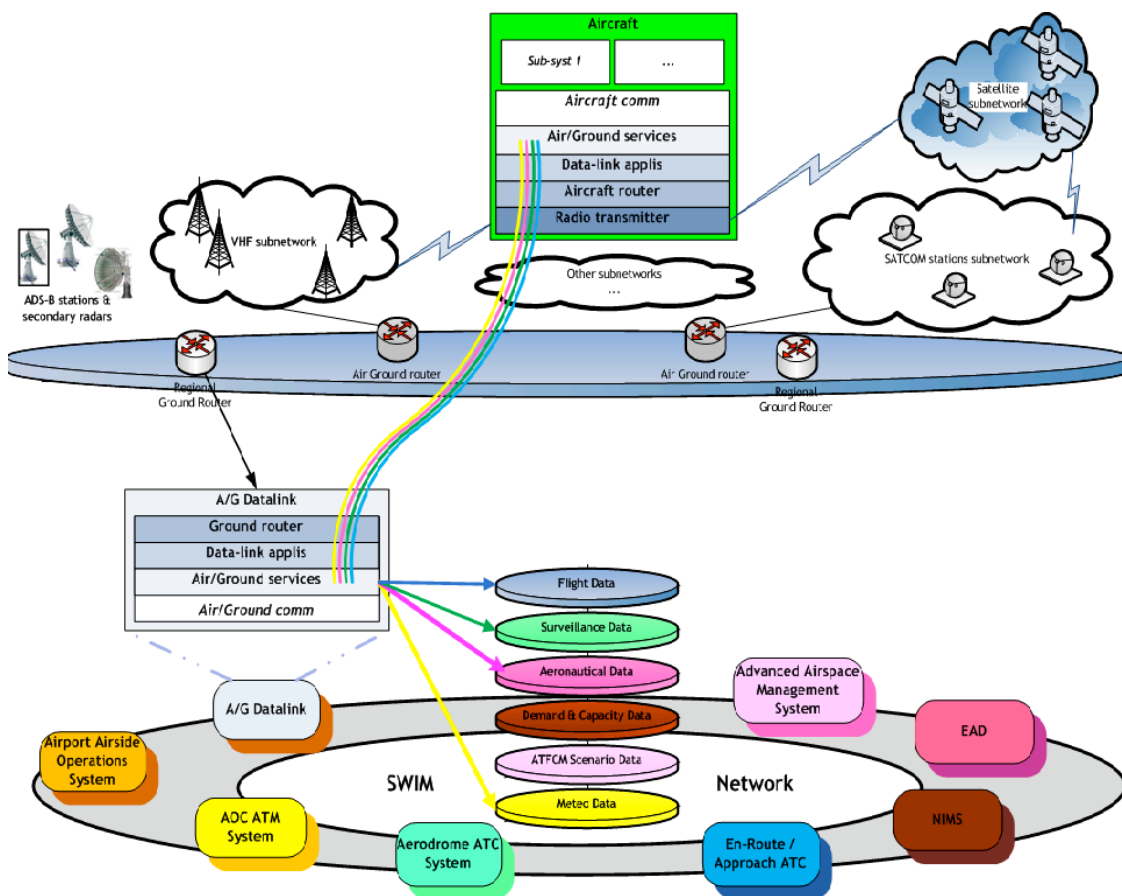 Aircraft
Sub-syst 1
...
Aircraft comm
Air/Ground services
Data-link applis
Aircraft router
Radio transmitter
Satellite
subnetwork
VHF subnetwork
SATCOM stations subnetwork
Other subnetworks
...
ADS-B stations &
secondary radars
Regional
Ground Router
Air Ground router
Air Ground router
Regional
Ground Router
A/G Datalink
Ground router
Data-link applis
Air/Ground services
Air/Ground comm
Flight Data
Surveillance Data
Aeronautical Data
Demand & Capacity Data
ATFCM Scenario Data
Meteo Data
SWIM
Network
A/G Datalink
Advanced Airspace
Management
System
EAD
Airport Airside
Operations
System
AOC ATM
System
Aerodrome ATC
System
En-Route /
Approach ATC
NIMS